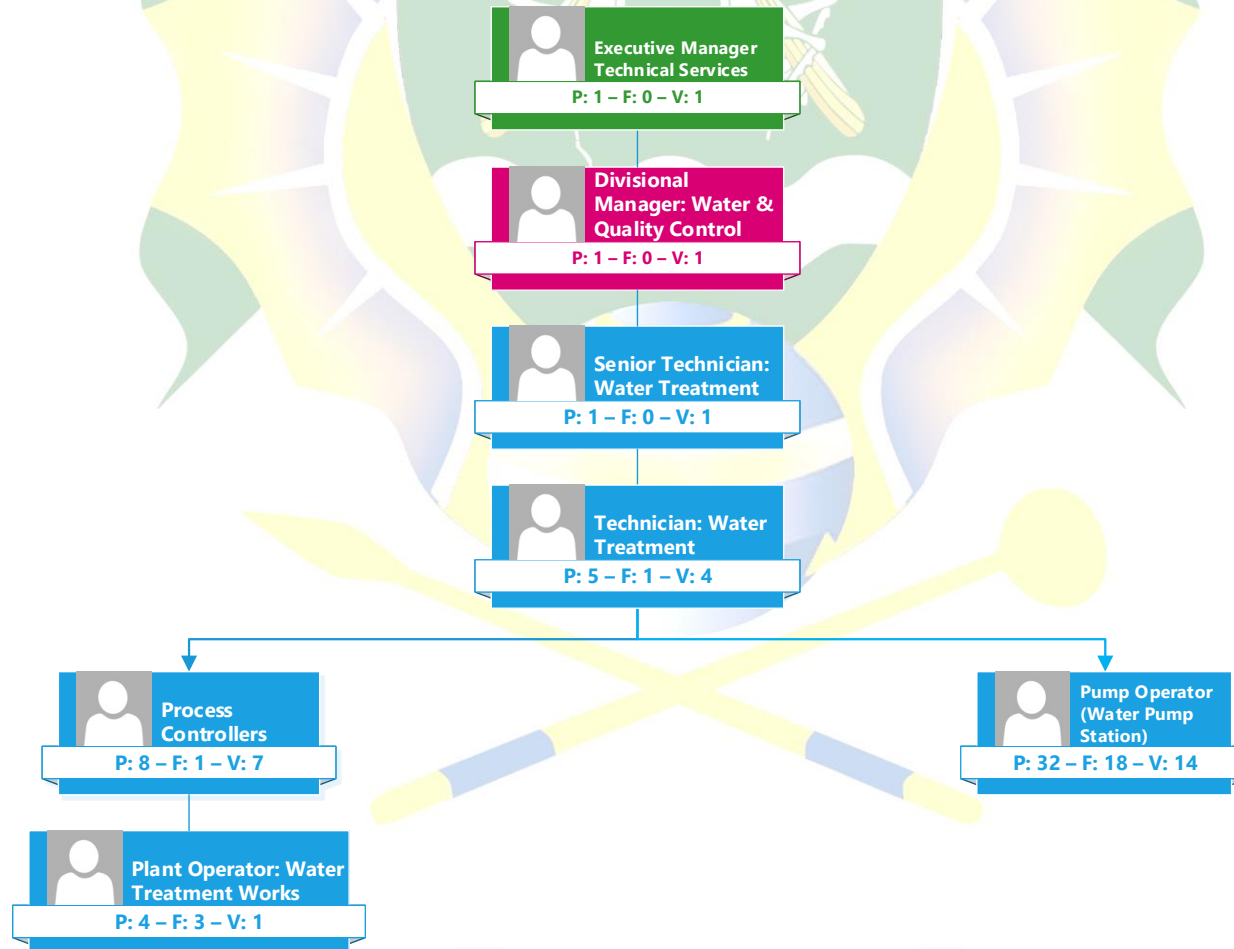 Executive Manager
Technical Services
P: 1 – F: 0 – V: 1
Divisional
Manager: Water &
Quality Control
P: 1 – F: 0 – V: 1
Senior Technician:
Water Treatment
P: 1 – F: 0 – V: 1
Technician: Water
Treatment
P: 5 – F: 1 – V: 4
Process
Controllers
P: 8 – F: 1 – V: 7
Pump Operator
(Water Pump
Station)
P: 32 – F: 18 – V: 14
Plant Operator: Water
Treatment Works
P: 4 – F: 3 – V: 1